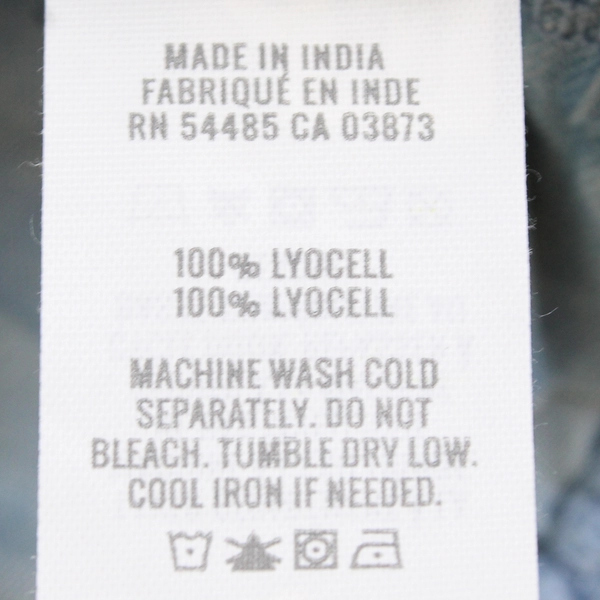 MADE IN INDIA
FABRIQUÉ EN INDE
RN 54485 CA 03873
100% LYOCELL
100% LYOCELL
MACHINE WASH COLD
SEPARATELY. DO NOT
BLEACH. TUMBLE DRY LOW.
COOL IRON IF NEEDED.